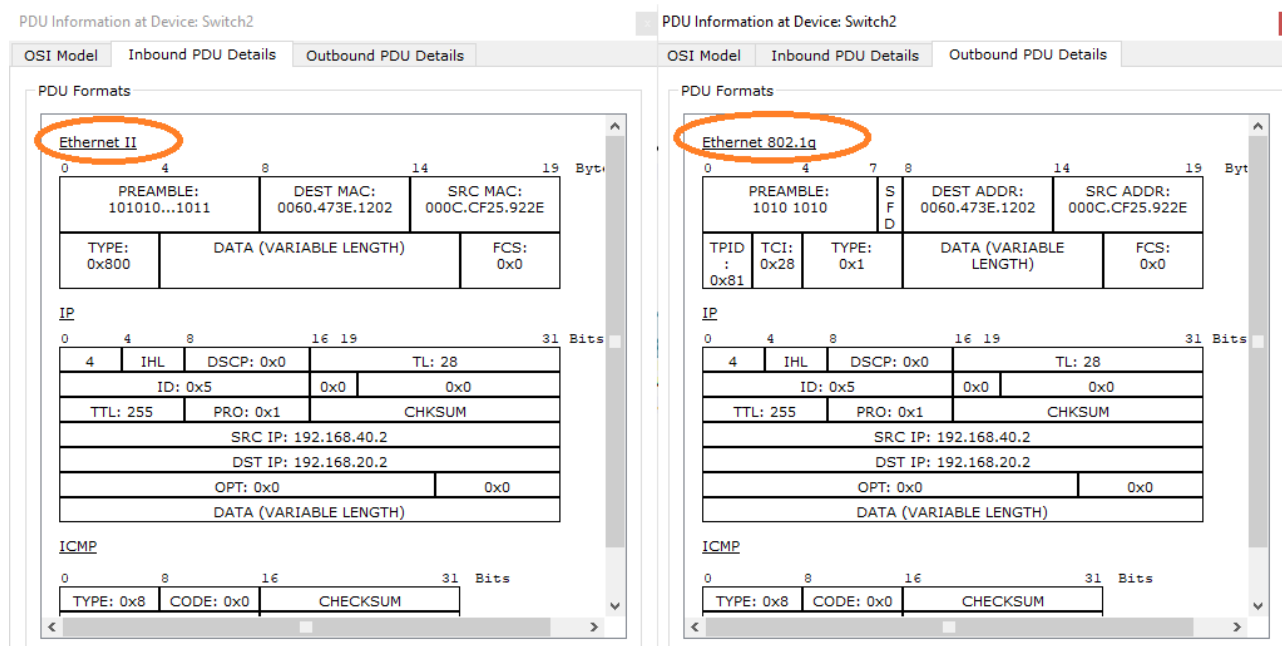 PDU Information at Device: Switch2
OSI Model Inbound PDU Details Outbound PDU Details
PDU Formats
Ethernet II
0 4 8 14 19 Byte
PREAMBLE: DEST MAC: SRC MAC:
101010...1011 0060.473E.1202 000C.CF25.922E
TYPE: DATA (VARIABLE LENGTH) FCS:
0x800 0x0
IP
0 4 8 16 19 31 Bits
4 IHL DSCP: 0x0 TL: 28
ID: 0x5 0x0 0x0
TTL: 255 PRO: 0x1 CHKSUM
SRC IP: 192.168.40.2
DST IP: 192.168.20.2
OPT: 0x0 0x0
DATA (VARIABLE LENGTH)
ICMP
0 8 16 31 Bits
TYPE: 0x8 CODE: 0x0 CHECKSUM
PDU Information at Device: Switch2
OSI Model Inbound PDU Details Outbound PDU Details
PDU Formats
Ethernet 802.1q
0 4 7 8 14 19 Byt
PREAMBLE: S DEST ADDR: SRC ADDR:
1010 1010 F 0060.473E.1202 000C.CF25.922E
D
TPID TCI: TYPE: DATA (VARIABLE FCS:
: 0x28 0x1 LENGTH) 0x0
0x81
IP
0 4 8 16 19 31 Bits
4 IHL DSCP: 0x0 TL: 28
ID: 0x5 0x0 0x0
TTL: 255 PRO: 0x1 CHKSUM
SRC IP: 192.168.40.2
DST IP: 192.168.20.2
OPT: 0x0 0x0
DATA (VARIABLE LENGTH)
ICMP
0 8 16 31 Bits
TYPE: 0x8 CODE: 0x0 CHECKSUM